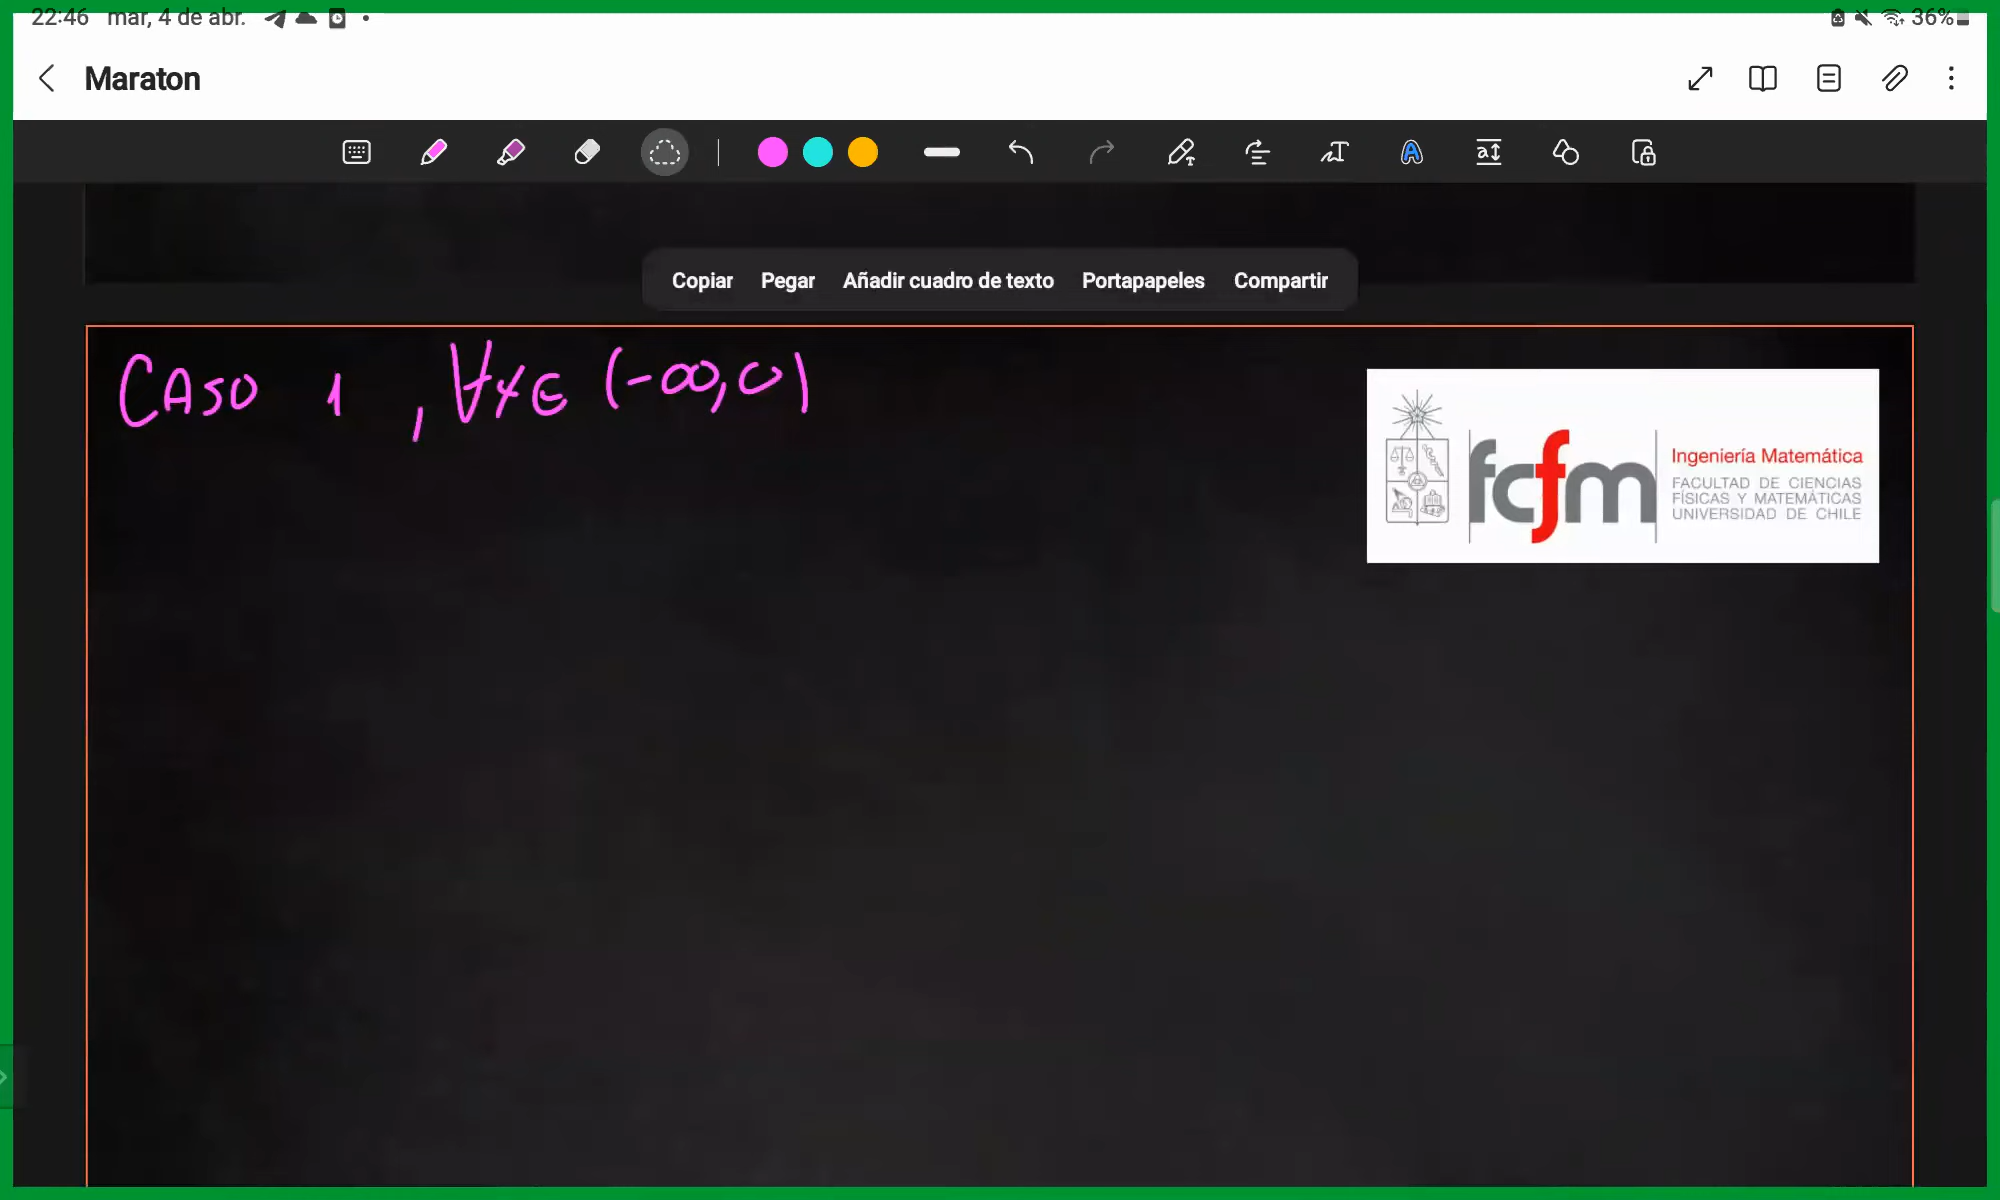 22:46 mar, 4 de abr. 36%
Maraton
Copiar Pegar Añadir cuadro de texto Portapapeles Compartir
CASO 1 , ∀x∈ (-∞,0)
fcfm
Ingeniería Matemática
FACULTAD DE CIENCIAS
FÍSICAS Y MATEMÁTICAS
UNIVERSIDAD DE CHILE